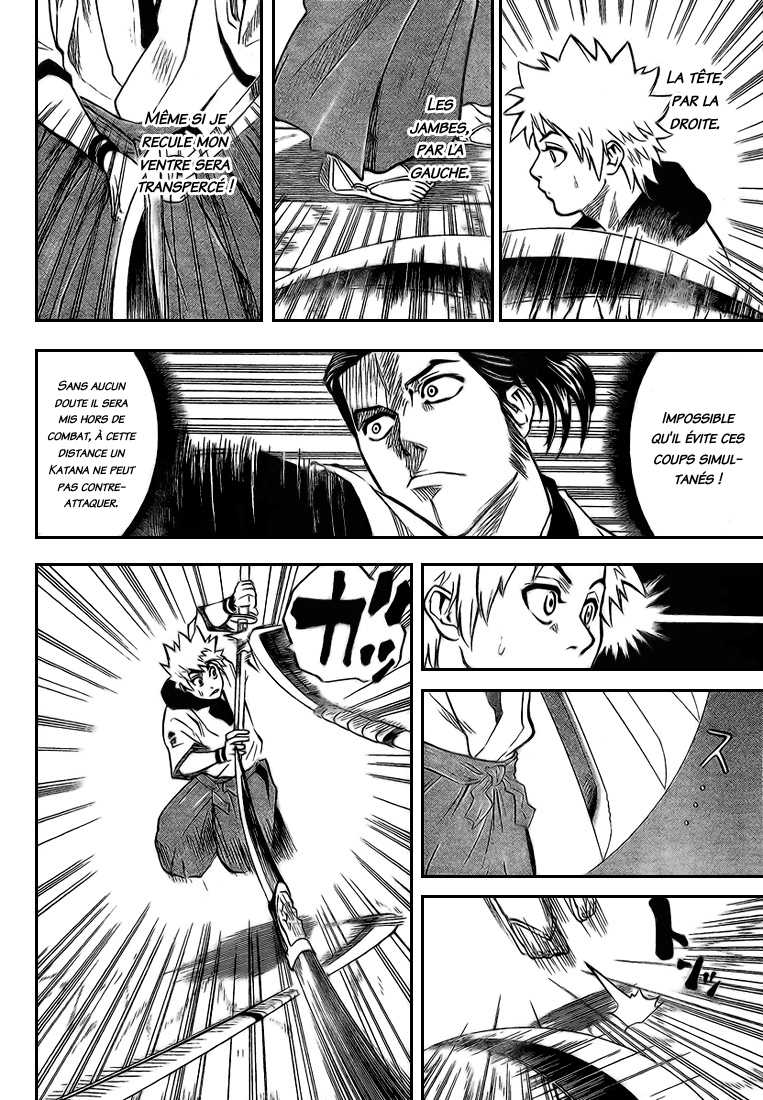 LA TÊTE,
PAR LA
DROITE.
LES
JAMBES,
PAR LA
GAUCHE.
MÊME SI JE
RECULE MON
VENTRE SERA
TRANSPERCÉ !
IMPOSSIBLE
QU'IL ÉVITE CES
COUPS SIMUL-
TANÉS !
SANS AUCUN
DOUTE IL SERA
MIS HORS DE
COMBAT, À CETTE
DISTANCE UN
KATANA NE PEUT
PAS CONTRE-
ATTAQUER.
ス
トッ
ガッ